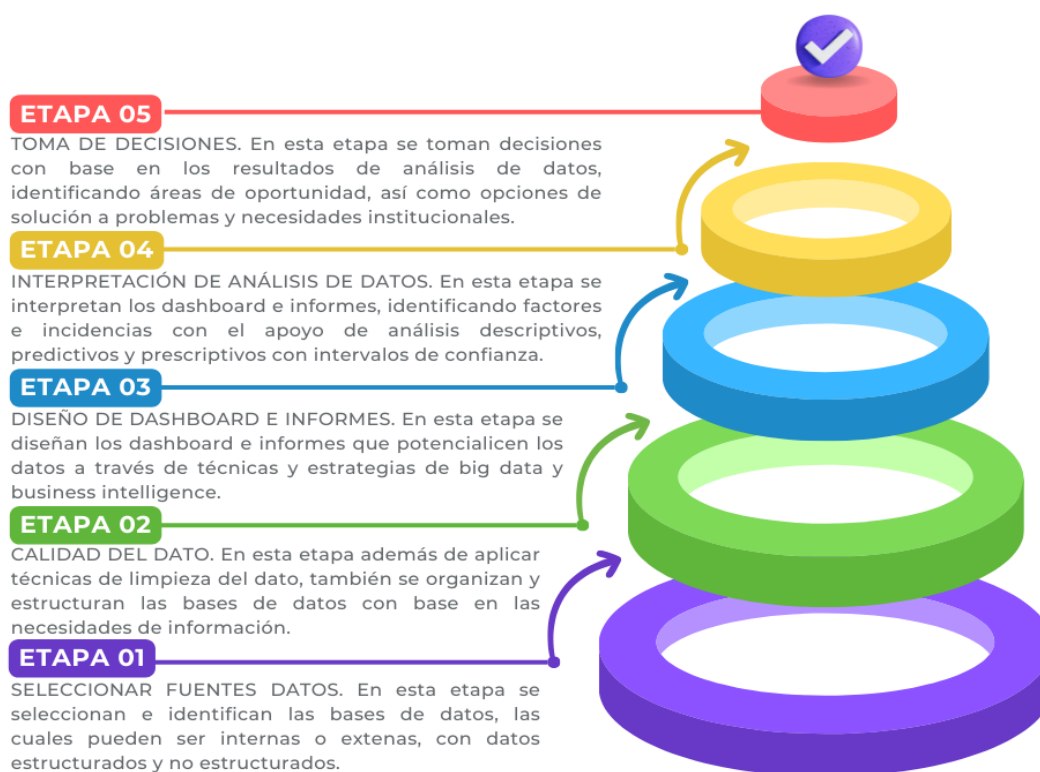 ETAPA 05
TOMA DE DECISIONES. En esta etapa se toman decisiones
con base en los resultados de análisis de datos,
identificando áreas de oportunidad, así como opciones de
solución a problemas y necesidades institucionales.
ETAPA 04
INTERPRETACIÓN DE ANÁLISIS DE DATOS. En esta etapa se
interpretan los dashboard e informes, identificando factores
e incidencias con el apoyo de análisis descriptivos,
predictivos y prescriptivos con intervalos de confianza.
ETAPA 03
DISEÑO DE DASHBOARD E INFORMES. En esta etapa se
diseñan los dashboard e informes que potencialicen los
datos a través de técnicas y estrategias de big data y
business intelligence.
ETAPA 02
CALIDAD DEL DATO. En esta etapa además de aplicar
técnicas de limpieza del dato, también se organizan y
estructuran las bases de datos con base en las
necesidades de información.
ETAPA 01
SELECCIONAR FUENTES DATOS. En esta etapa se
seleccionan e identifican las bases de datos, las
cuales pueden ser internas o extenas, con datos
estructurados y no estructurados.